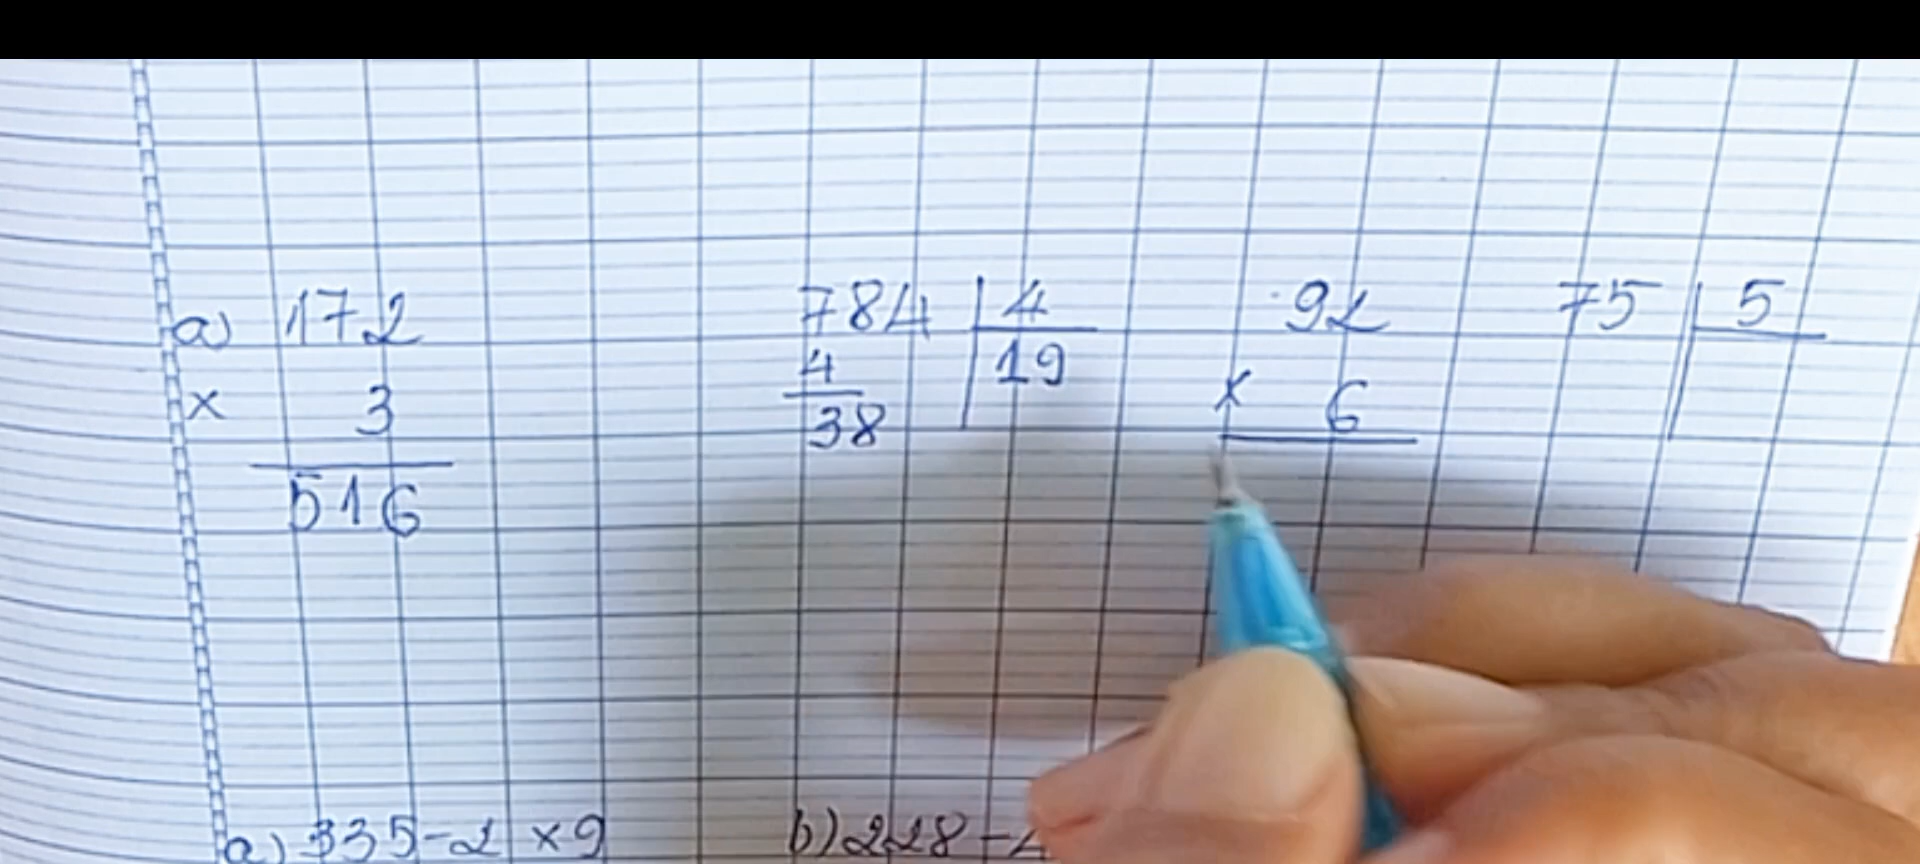 a) 172 784 4 92 75 5
4 19
x 3 38 x 6
516
a) 335 - 2 x 9 b) 228 -